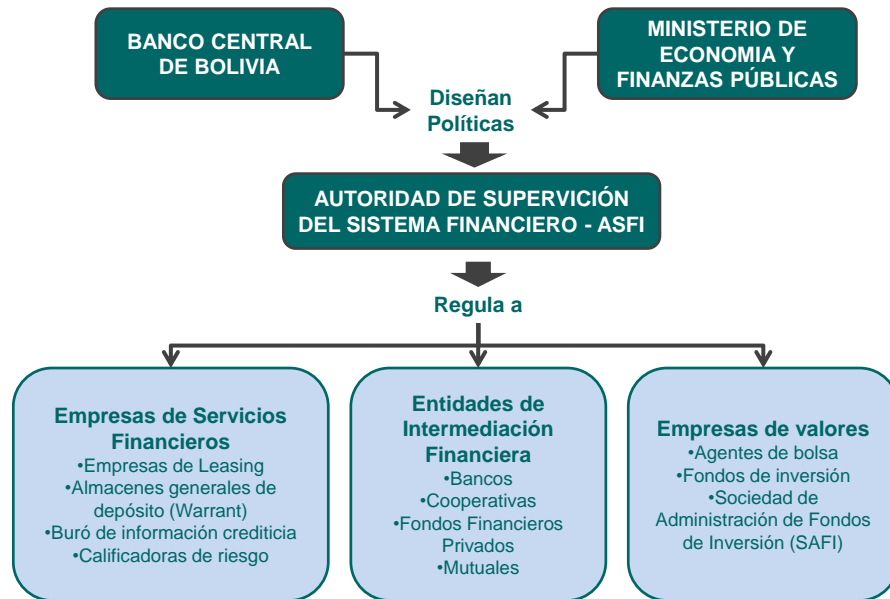 BANCO CENTRAL
DE BOLIVIA
MINISTERIO DE
ECONOMIA Y
FINANZAS PÚBLICAS
Diseñan
Políticas
AUTORIDAD DE SUPERVICIÓN
DEL SISTEMA FINANCIERO - ASFI
Regula a
Empresas de Servicios
Financieros
•Empresas de Leasing
•Almacenes generales de
depósito (Warrant)
•Buró de información crediticia
•Calificadoras de riesgo
Entidades de
Intermediación
Financiera
•Bancos
•Cooperativas
•Fondos Financieros
Privados
•Mutuales
Empresas de valores
•Agentes de bolsa
•Fondos de inversión
•Sociedad de
Administración de Fondos
de Inversión (SAFI)